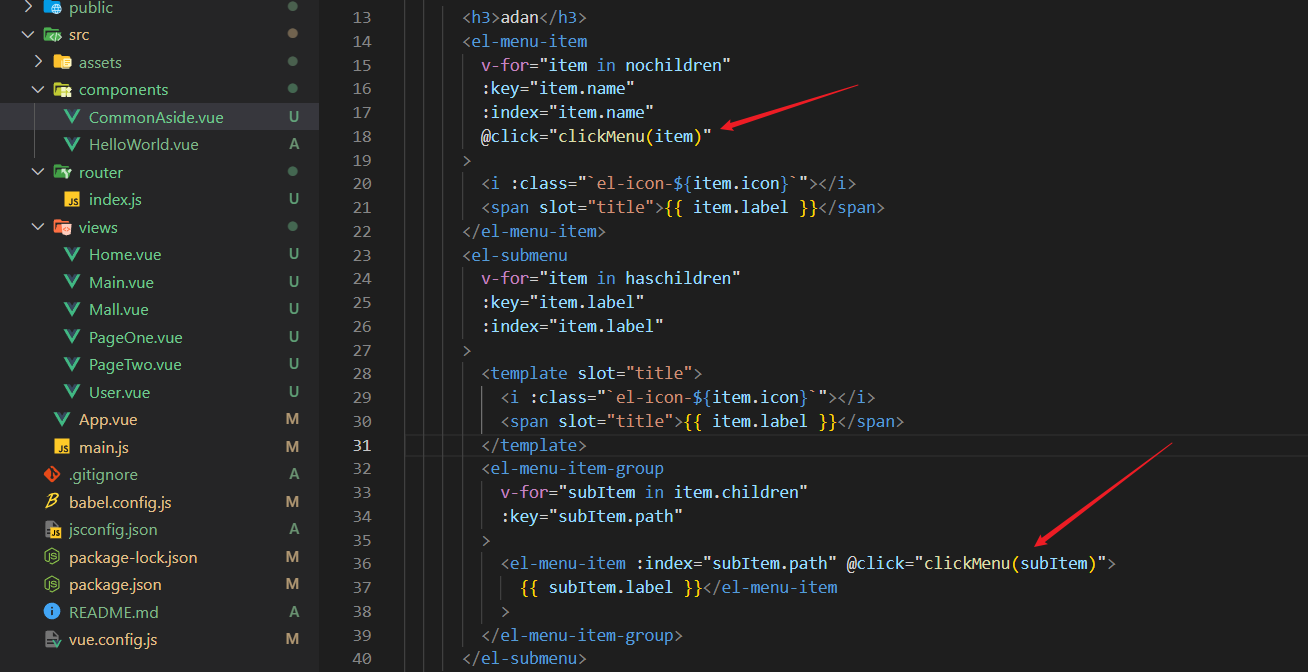 public
src
assets
components
CommonAside.vue U
HelloWorld.vue A
router
JS index.js U
views
Home.vue U
Main.vue U
Mall.vue U
PageOne.vue U
PageTwo.vue U
User.vue U
App.vue M
JS main.js M
.gitignore A
babel.config.js M
JS jsconfig.json A
package-lock.json M
package.json M
README.md A
vue.config.js M
13 <h3>adan</h3>
14 <el-menu-item
15 v-for="item in nochildren"
16 :key="item.name"
17 :index="item.name"
18 @click="clickMenu(item)"
19 >
20 <i :class="`el-icon-${item.icon}`"></i>
21 <span slot="title">{{ item.label }}</span>
22 </el-menu-item>
23 <el-submenu
24 v-for="item in haschildren"
25 :key="item.label"
26 :index="item.label"
27 >
28 <template slot="title">
29 <i :class="`el-icon-${item.icon}`"></i>
30 <span slot="title">{{ item.label }}</span>
31 </template>
32 <el-menu-item-group
33 v-for="subItem in item.children"
34 :key="subItem.path"
35 >
36 <el-menu-item :index="subItem.path" @click="clickMenu(subItem)">
37 {{ subItem.label }}</el-menu-item
38 >
39 </el-menu-item-group>
40 </el-submenu>